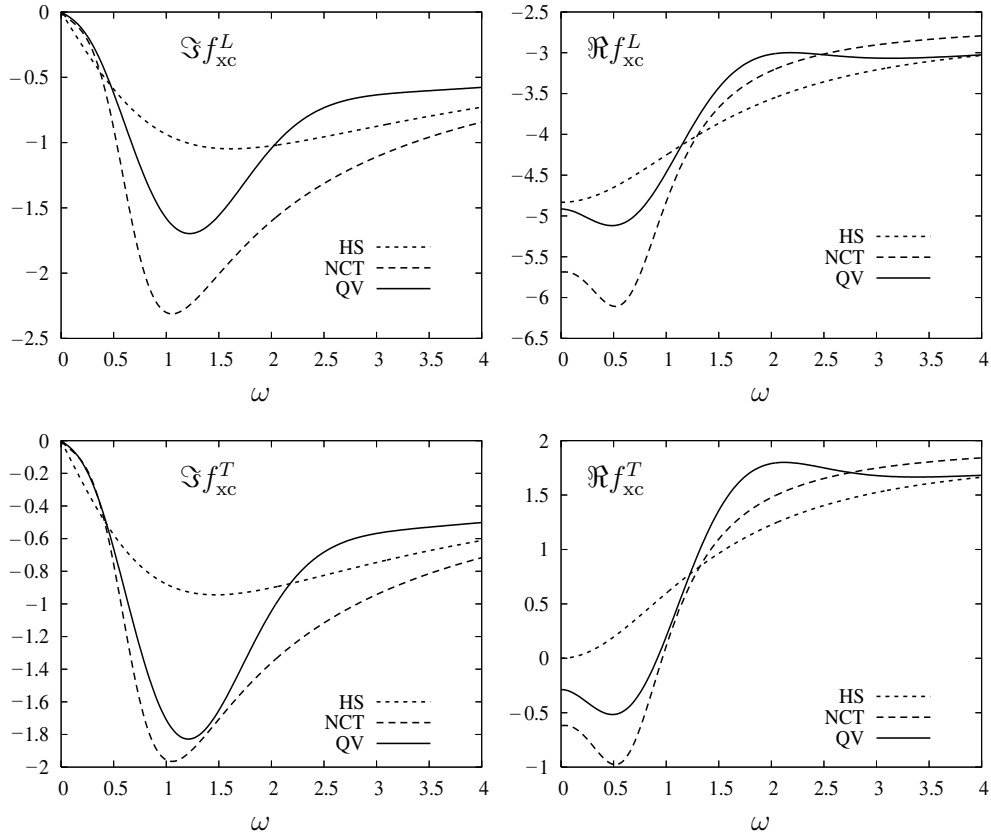 ℑf_xc^L
0
−0.5
−1
−1.5
−2
−2.5
HS
NCT
QV
0 0.5 1 1.5 2 2.5 3 3.5 4
ω
ℜf_xc^L
−2.5
−3
−3.5
−4
−4.5
−5
−5.5
−6
−6.5
HS
NCT
QV
0 0.5 1 1.5 2 2.5 3 3.5 4
ω
ℑf_xc^T
0
−0.2
−0.4
−0.6
−0.8
−1
−1.2
−1.4
−1.6
−1.8
−2
HS
NCT
QV
0 0.5 1 1.5 2 2.5 3 3.5 4
ω
ℜf_xc^T
2
1.5
1
0.5
0
−0.5
−1
HS
NCT
QV
0 0.5 1 1.5 2 2.5 3 3.5 4
ω